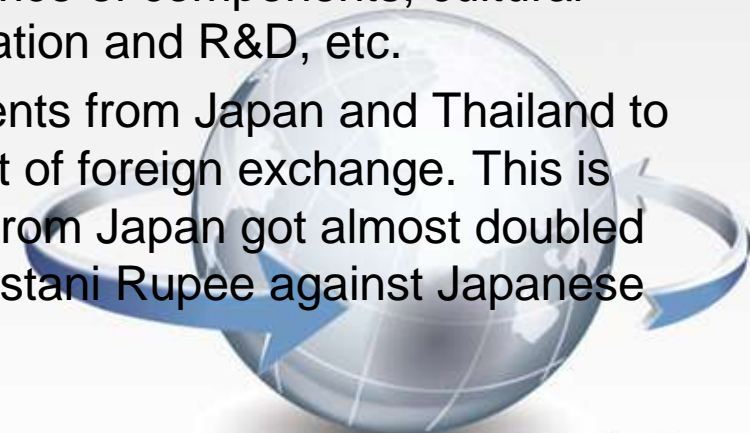 ation and R&D, etc.
ents from Japan and Thailand to
t of foreign exchange. This is
from Japan got almost doubled
stani Rupee against Japanese